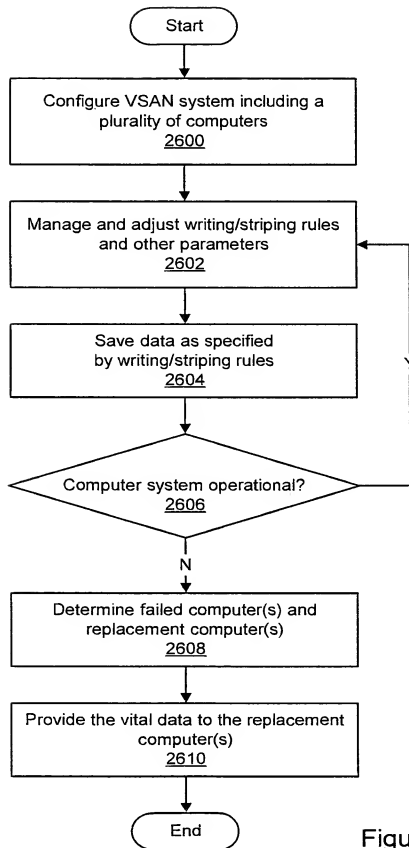 Start
Configure VSAN system including a
plurality of computers
2600
Manage and adjust writing/striping rules
and other parameters
2602
Save data as specified
by writing/striping rules
2604
Y
Computer system operational?
2606
N
Determine failed computer(s) and
replacement computer(s)
2608
Provide the vital data to the replacement
computer(s)
2610
End